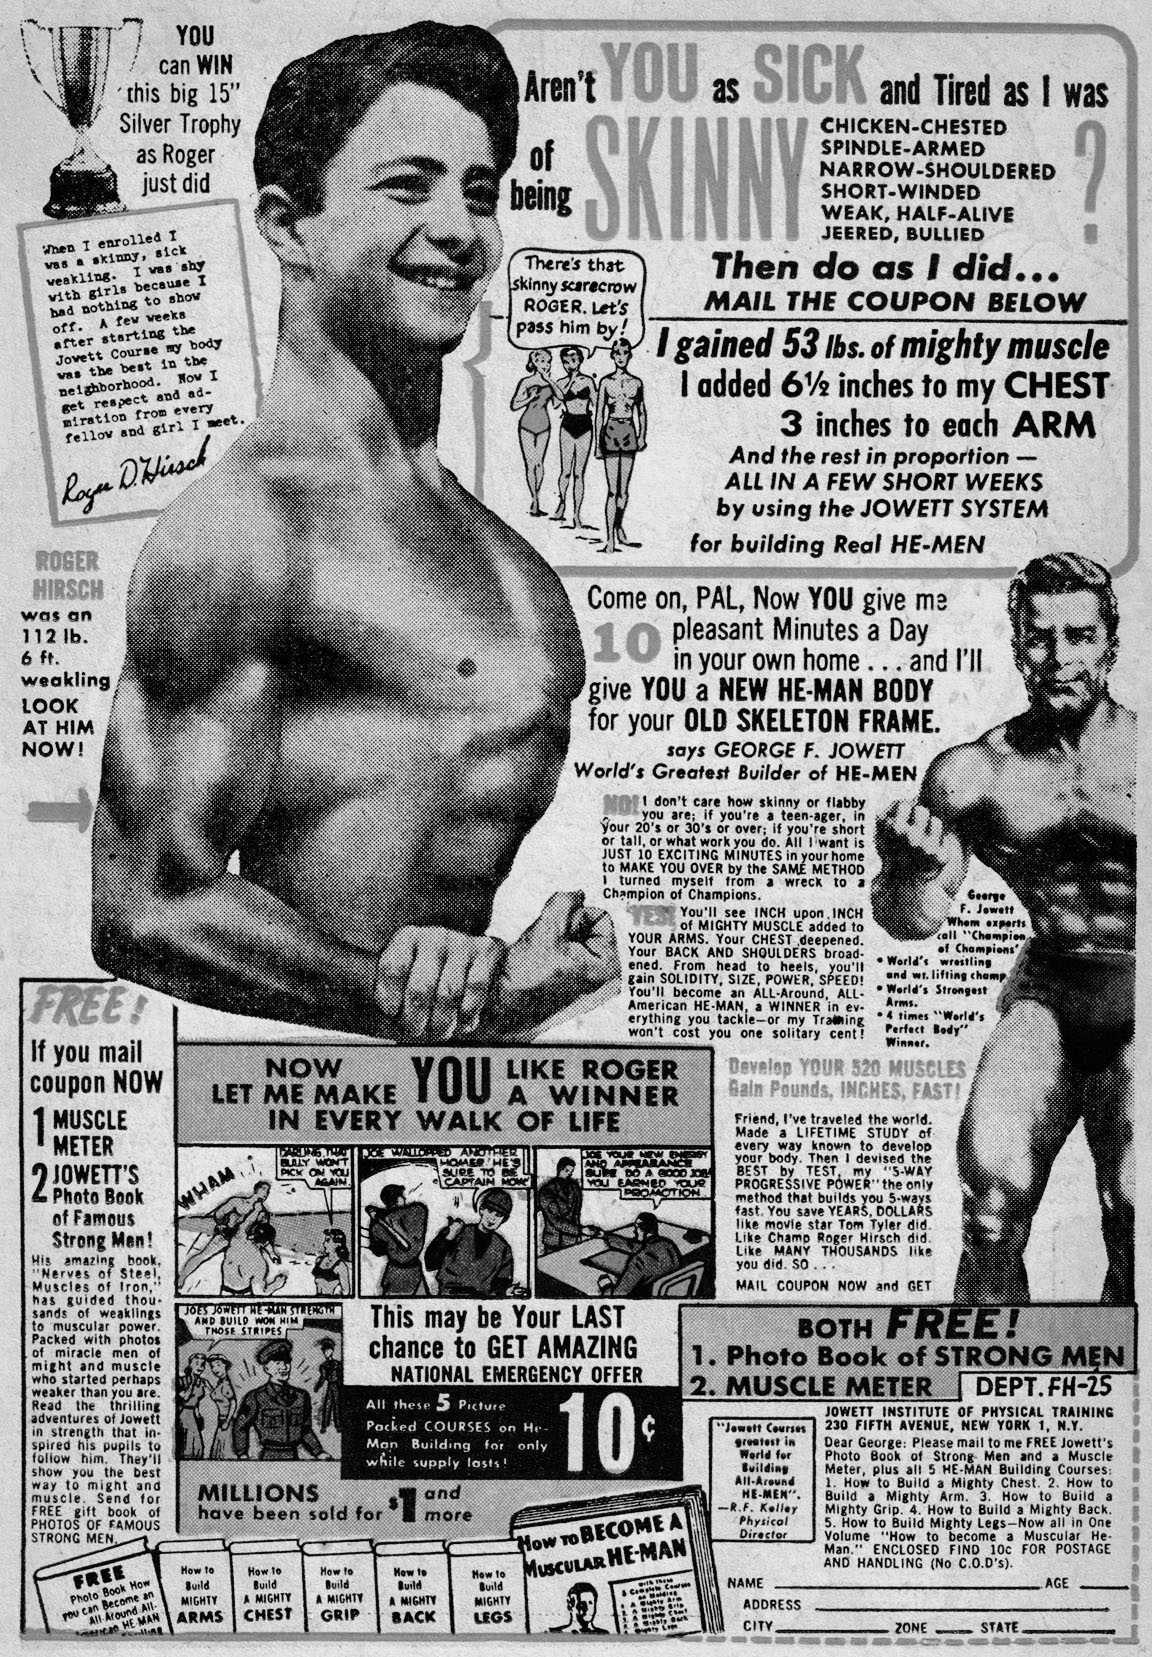 YOU
can WIN
this big 15"
Silver Trophy
as Roger
just did
When I enrolled I
was a skinny, sick
weakling. I was shy
with girls because I
had nothing to show
off. A few weeks
after starting the
Jowett Course my body
was the best in the
neighborhood. Now I
get respect and ad-
miration from every
fellow and girl I meet.
Roger D. Hirsch
ROGER
HIRSCH
was an
112 lb.
6 ft.
weakling
LOOK
AT HIM
NOW!
Aren't YOU as SICK and Tired as I was
of being SKINNY ?
CHICKEN-CHESTED
SPINDLE-ARMED
NARROW-SHOULDERED
SHORT-WINDED
WEAK, HALF-ALIVE
JEERED, BULLIED
Then do as I did...
MAIL THE COUPON BELOW
There's that
skinny scarecrow
ROGER. Let's
pass him by!
I gained 53 lbs. of mighty muscle
I added 6½ inches to my CHEST
3 inches to each ARM
And the rest in proportion —
ALL IN A FEW SHORT WEEKS
by using the JOWETT SYSTEM
for building Real HE-MEN
Come on, PAL, Now YOU give me
10 pleasant Minutes a Day
in your own home . . . and I'll
give YOU a NEW HE-MAN BODY
for your OLD SKELETON FRAME.
says GEORGE F. JOWETT
World's Greatest Builder of HE-MEN
NO! I don't care how skinny or flabby
you are; if you're a teen-ager, in
your 20's or 30's or over; if you're short
or tall, or what work you do. All I want is
JUST 10 EXCITING MINUTES in your home
to MAKE YOU OVER by the SAME METHOD
I turned myself from a wreck to a
Champion of Champions.
YES! You'll see INCH upon INCH
of MIGHTY MUSCLE added to
YOUR ARMS. Your CHEST deepened.
Your BACK AND SHOULDERS broad-
ened. From head to heels, you'll
gain SOLIDITY, SIZE, POWER, SPEED!
You'll become an ALL-Around, ALL-
American HE-MAN, a WINNER in ev-
erything you tackle—or my Training
won't cost you one solitary cent!
George
F. Jowett
Whom experts
call "Champion
of Champions"
• World's wrestling
and wt. lifting champ.
• World's Strongest
Arms.
• 4 times "World's
Perfect Body"
Winner.
Develop YOUR 520 MUSCLES
Gain Pounds, INCHES, FAST!
Friend, I've traveled the world.
Made a LIFETIME STUDY of
every way known to develop
your body. Then I devised the
BEST by TEST, my "5-WAY
PROGRESSIVE POWER" the only
method that builds you 5-ways
fast. You save YEARS, DOLLARS
like movie star Tom Tyler did.
Like Champ Roger Hirsch did.
Like MANY THOUSANDS like
you did. SO . . .
MAIL COUPON NOW and GET
FREE!
If you mail
coupon NOW
1 MUSCLE
METER
2 JOWETT'S
Photo Book
of Famous
Strong Men!
His amazing book,
"Nerves of Steel,
Muscles of Iron,"
has guided thou-
sands of weaklings
to muscular power.
Packed with photos
of miracle men of
might and muscle
who started perhaps
weaker than you are.
Read the thrilling
adventures of Jowett
in strength that in-
spired his pupils to
follow him. They'll
show you the best
way to might and
muscle. Send for
FREE gift book of
PHOTOS OF FAMOUS
STRONG MEN.
NOW YOU LIKE ROGER
LET ME MAKE A WINNER
IN EVERY WALK OF LIFE
WHAM
DARLING, THAT
BULLY WON'T
PICK ON YOU
AGAIN.
JOE WALLOPED ANOTHER
HOMER! HE'S
SURE TO BE
CAPTAIN NOW!
JOE YOUR NEW ENERGY
AND APPEARANCE
SURE DO A GOOD JOB!
YOU EARNED YOUR
PROMOTION
JOES JOWETT HE-MAN STRENGTH
AND BUILD WON HIM
THOSE STRIPES
This may be Your LAST
chance to GET AMAZING
NATIONAL EMERGENCY OFFER
All these 5 Picture
Packed COURSES on He-
Man Building for only
while supply lasts!
10¢
MILLIONS
have been sold for $1 and more
FREE
Photo Book How
you can Become an
All-Around All-
American HE-MAN
How to
Build
MIGHTY
ARMS
How to
Build
A MIGHTY
CHEST
How to
Build
A MIGHTY
GRIP
How to
Build
A MIGHTY
BACK
How to
Build
MIGHTY
LEGS
How to BECOME A
MUSCULAR HE-MAN
BOTH FREE!
1. Photo Book of STRONG MEN
2. MUSCLE METER
DEPT. FH-25
"Jowett Courses
greatest in
World for
Building
All-Around
HE-MEN".
—R.F. Kelley
Physical
Director
JOWETT INSTITUTE OF PHYSICAL TRAINING
230 FIFTH AVENUE, NEW YORK 1, N.Y.
Dear George: Please mail to me FREE Jowett's
Photo Book of Strong Men and a Muscle
Meter, plus all 5 HE-MAN Building Courses:
1. How to Build a Mighty Chest. 2. How to
Build a Mighty Arm. 3. How to Build a
Mighty Grip. 4. How to Build a Mighty Back.
5. How to Build Mighty Legs—Now all in One
Volume "How to become a Muscular He-
Man." ENCLOSED FIND 10c FOR POSTAGE
AND HANDLING (No C.O.D's).
NAME AGE
ADDRESS
CITY ZONE STATE